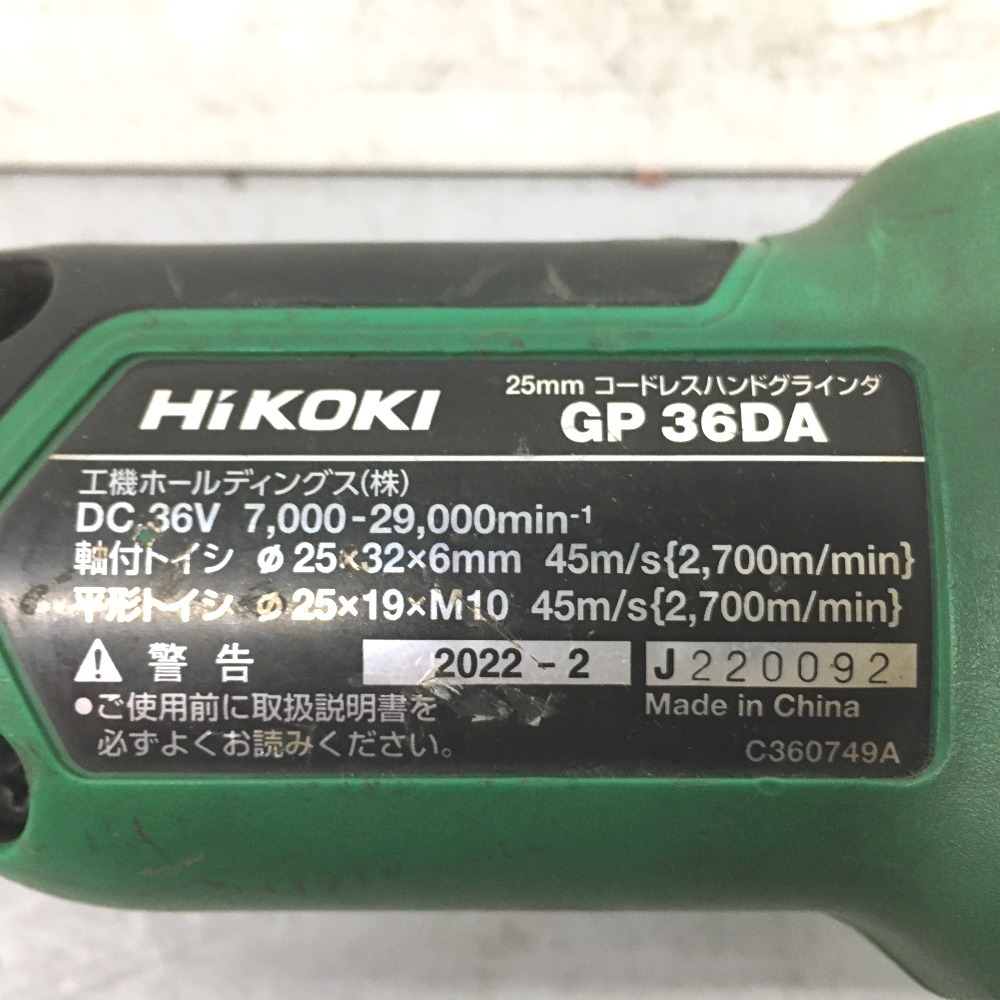 HiKOKI
25mm コードレスハンドグラインダ
GP 36DA
工機ホールディングス(株)
DC 36V 7,000-29,000min-1
軸付トイシ ø 25×32×6mm 45m/s{2,700m/min}
平形トイシ ø 25×19×M10 45m/s{2,700m/min}
警告 2022-2 J220092
●ご使用前に取扱説明書を
必ずよくお読みください。
Made in China
C360749A